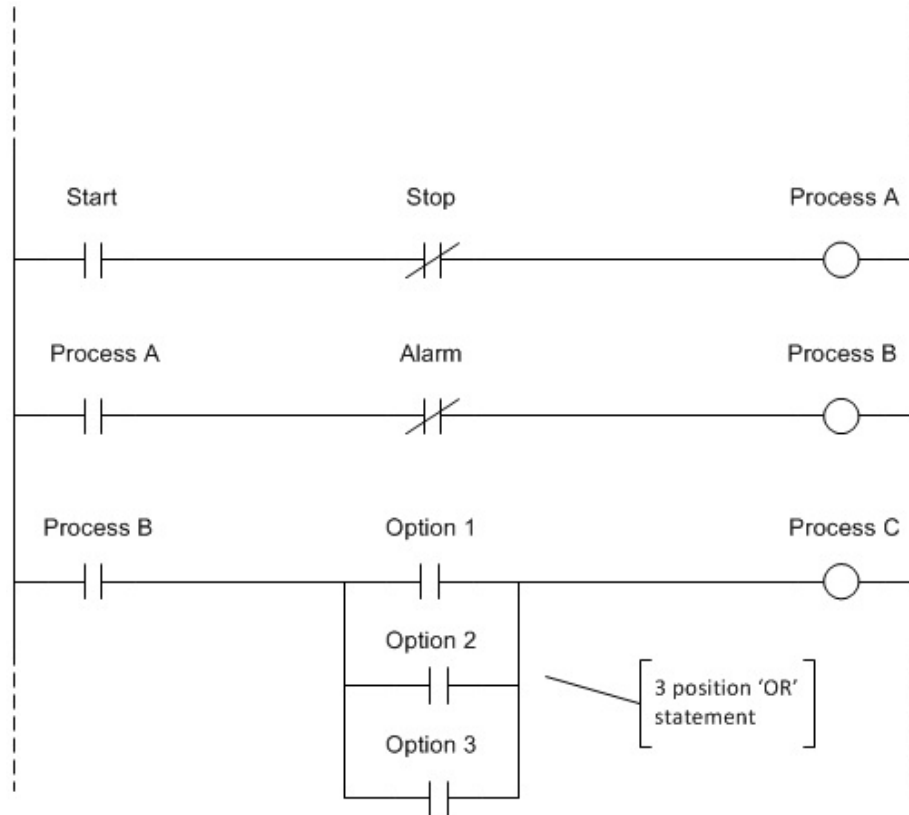 Start
Stop
Process A
Process A
Alarm
Process B
Process B
Option 1
Process C
Option 2
3 position ‘OR’
statement
Option 3